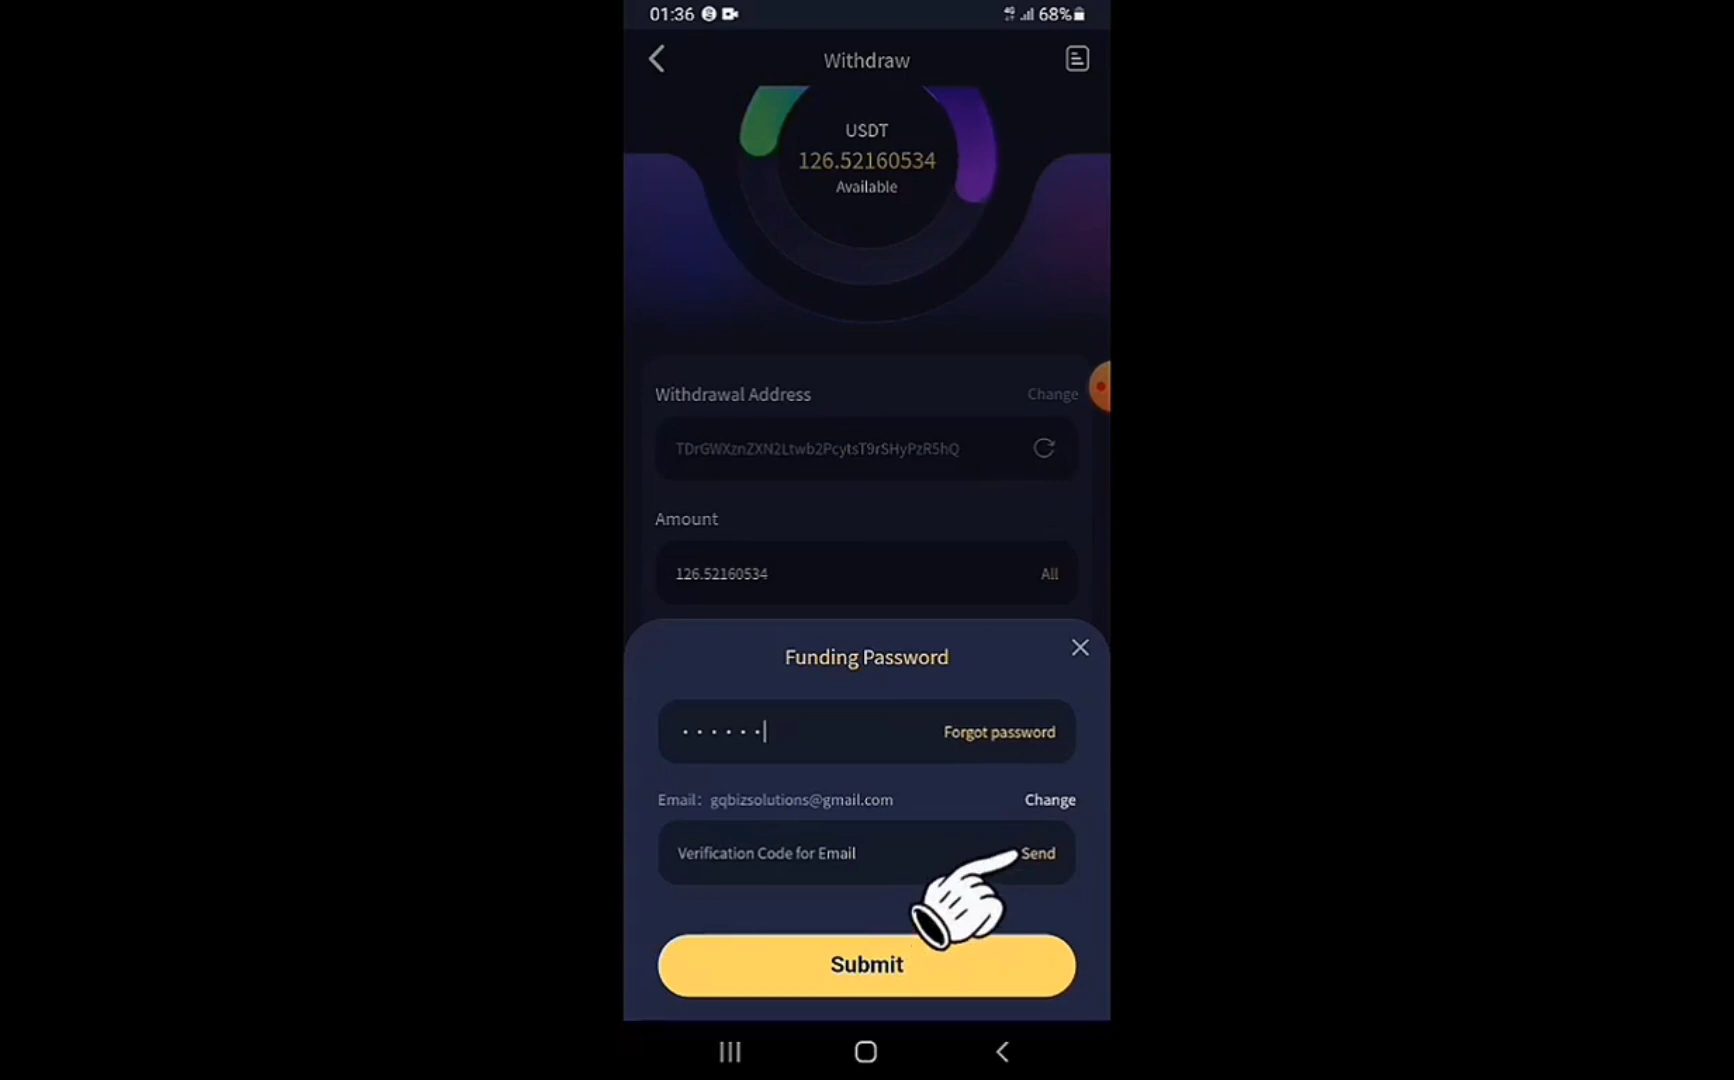 01:36
68%
Withdraw
USDT
126.52160534
Available
Withdrawal Address
Change
TDrGWXznZXN2Ltwb2PcytsT9rSHyPzR5hQ
Amount
126.52160534
All
Funding Password
Forgot password
Email: gqbizsolutions@gmail.com
Change
Verification Code for Email
Send
Submit